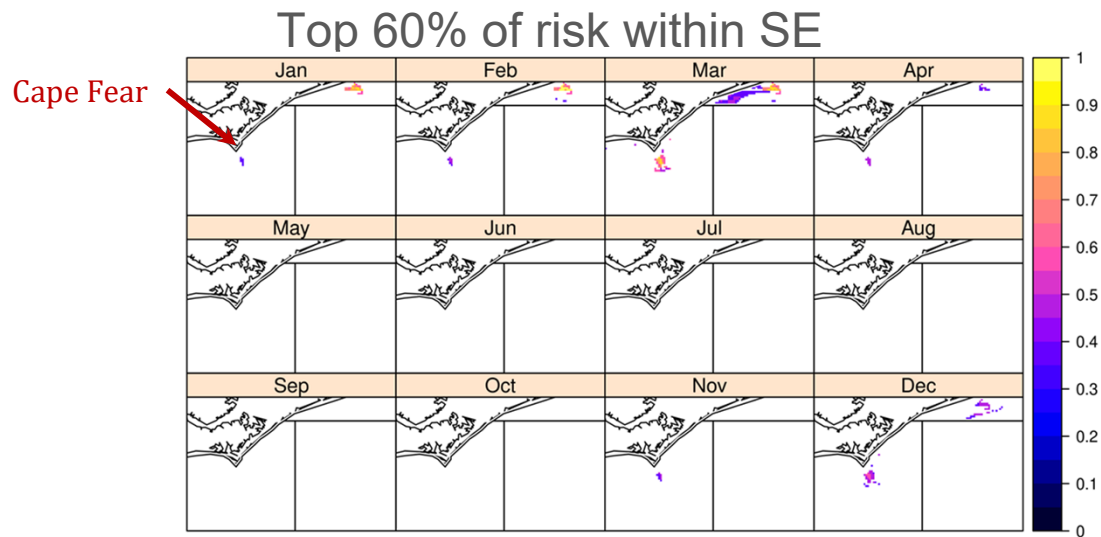 Top 60% of risk within SE
Cape Fear
Jan Feb Mar Apr
May Jun Jul Aug
Sep Oct Nov Dec
1
0.9
0.8
0.7
0.6
0.5
0.4
0.3
0.2
0.1
0